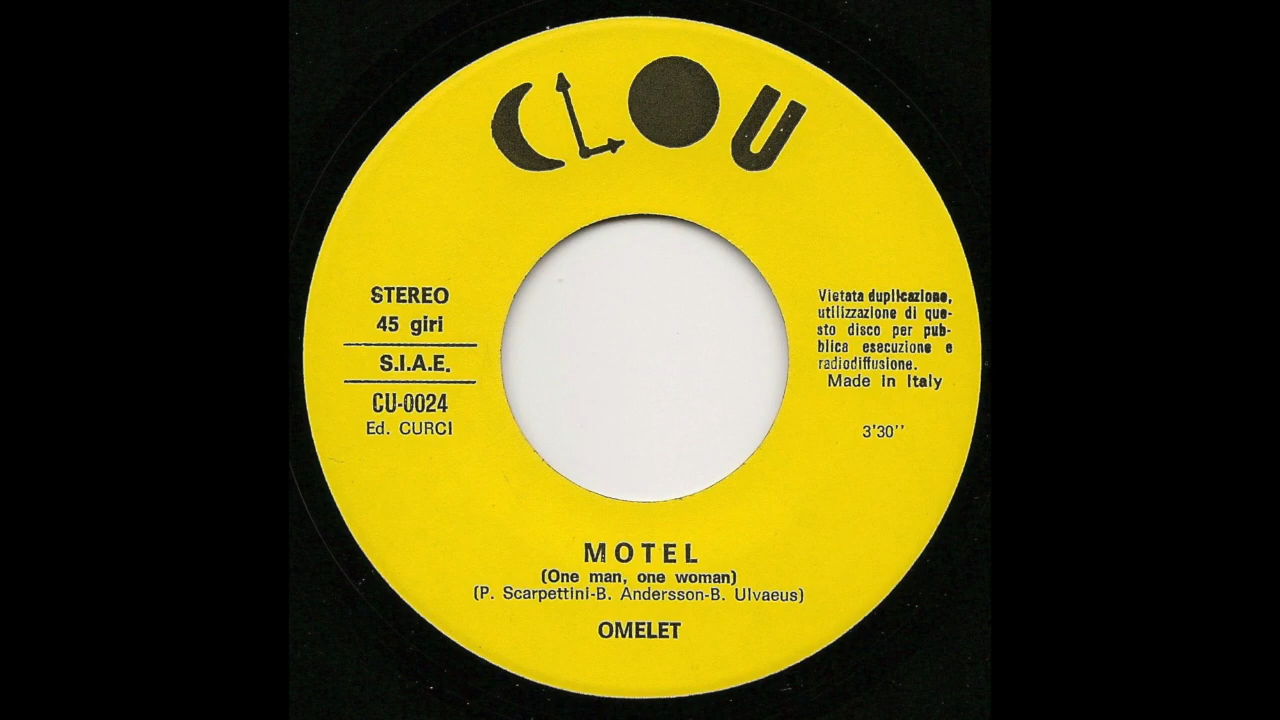 CLOU
STEREO
45 giri
S.I.A.E.
CU-0024
Ed. CURCI
Vietata duplicazione,
utilizzazione di que-
sto disco per pub-
blica esecuzione e
radiodiffusione.
Made in Italy
3'30''
MOTEL
(One man, one woman)
(P. Scarpettini-B. Andersson-B. Ulvaeus)
OMELET